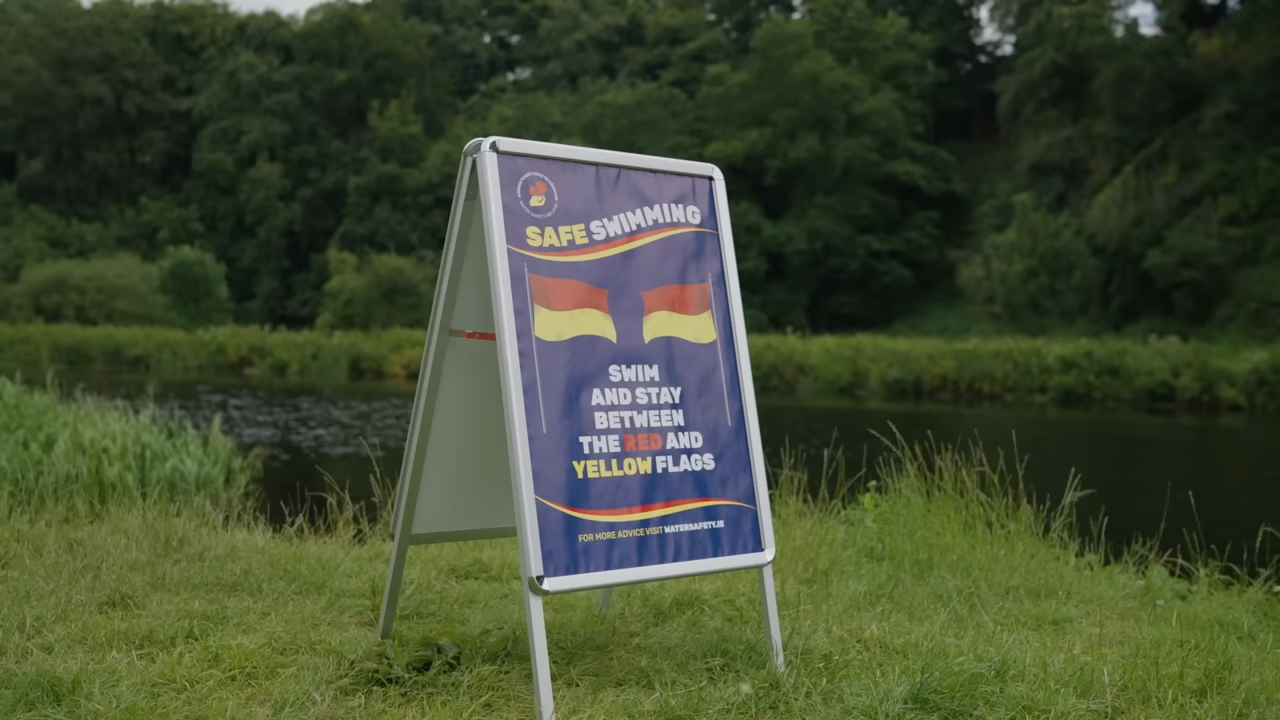 SAFE SWIMMING
SWIM
AND STAY
BETWEEN
THE RED AND
YELLOW FLAGS
FOR MORE ADVICE VISIT WATERSAFETY.IE